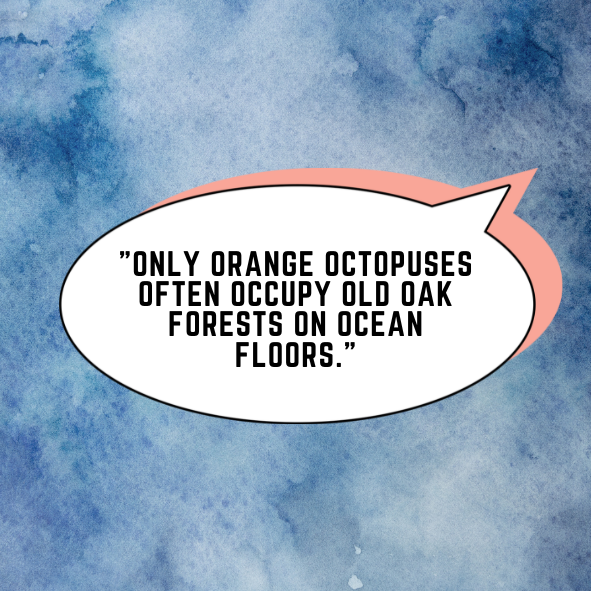 "ONLY ORANGE OCTOPUSES
OFTEN OCCUPY OLD OAK
FORESTS ON OCEAN
FLOORS."